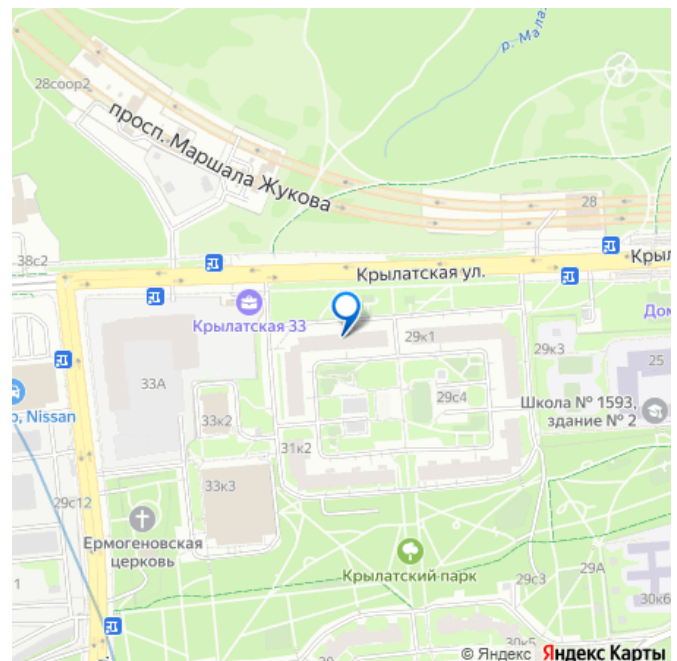 р. Мала
28соор2
просп. Маршала Жукова
28
38с2
Крылатская ул.
Крыл
Крылатская 33
Дом
29к1
29к3
33А
25
29с4
р, Nissan
33к2
Школа № 1593,
здание № 2
31к2
33к3
29с12
Ермогеновская
церковь
Крылатский парк
29с3
29А
1
30к6
30к5
© Яндекс Яндекс Карты